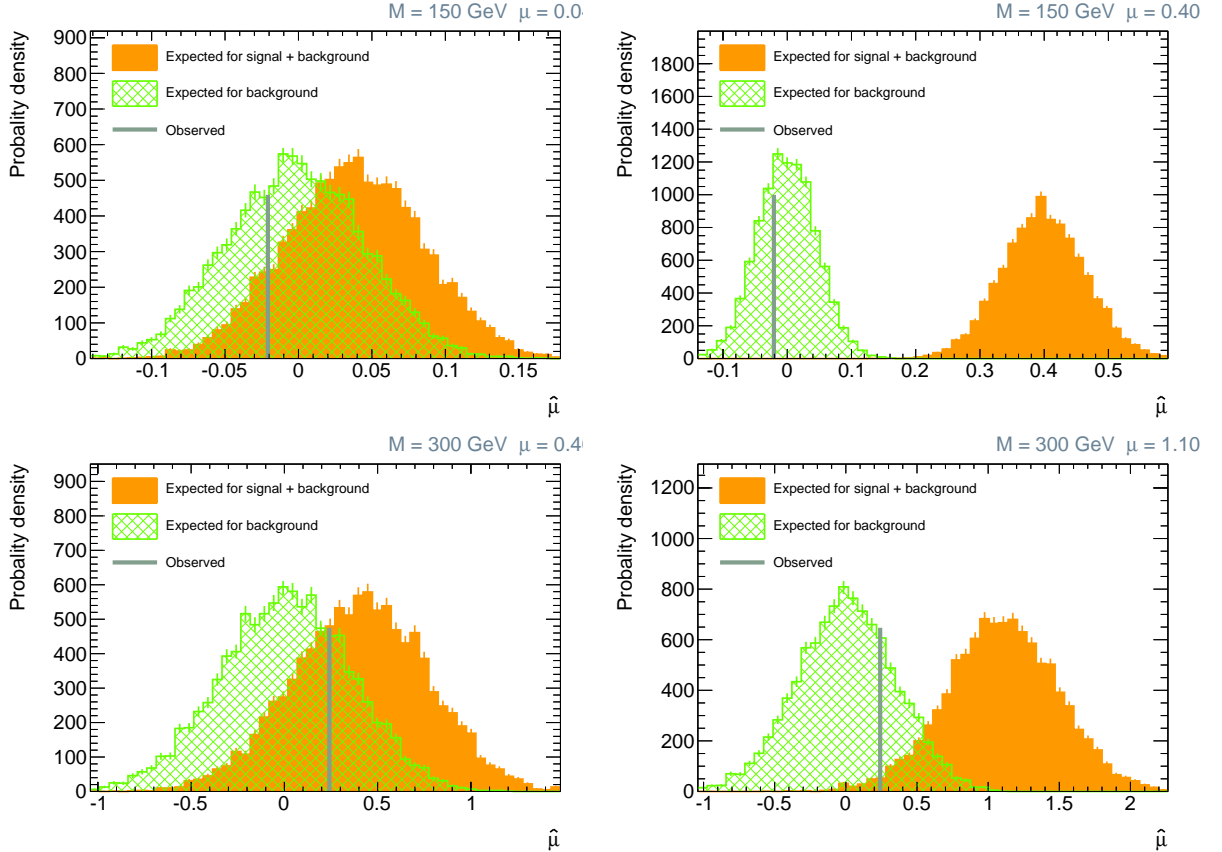 M = 150 GeV μ = 0.04
Probality density
900
800
700
600
500
400
300
200
100
0
Expected for signal + background
Expected for background
Observed
-0.1
-0.05
0
0.05
0.1
0.15
μ̂
M = 150 GeV μ = 0.40
Probality density
1800
1600
1400
1200
1000
800
600
400
200
0
Expected for signal + background
Expected for background
Observed
-0.1
0
0.1
0.2
0.3
0.4
0.5
μ̂
M = 300 GeV μ = 0.4
Probality density
900
800
700
600
500
400
300
200
100
0
Expected for signal + background
Expected for background
Observed
-1
-0.5
0
0.5
1
μ̂
M = 300 GeV μ = 1.10
Probality density
1200
1000
800
600
400
200
0
Expected for signal + background
Expected for background
Observed
-1
-0.5
0
0.5
1
1.5
2
μ̂